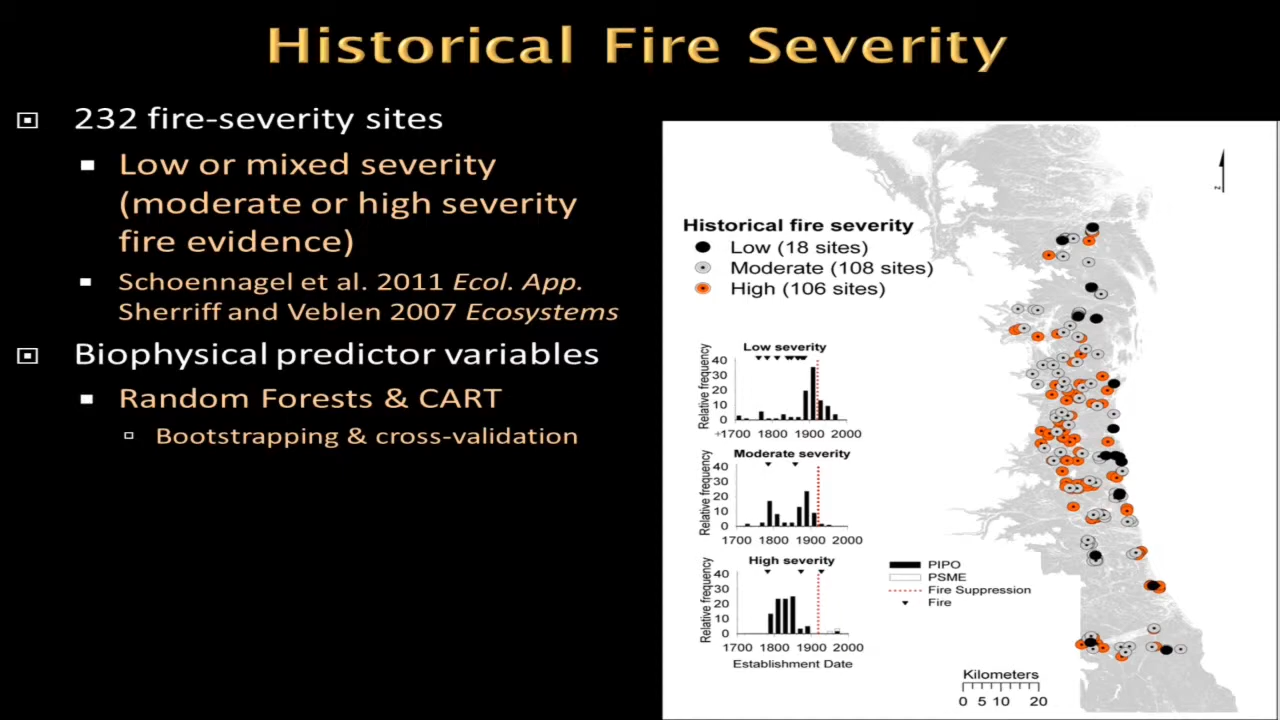 Historical Fire Severity
232 fire-severity sites
Low or mixed severity
(moderate or high severity
fire evidence)
Schoennagel et al. 2011 Ecol. App.
Sherriff and Veblen 2007 Ecosystems
Biophysical predictor variables
Random Forests & CART
Bootstrapping & cross-validation
Historical fire severity
Low (18 sites)
Moderate (108 sites)
High (106 sites)
Low severity
Relative frequency
40
30
20
10
0
+1700 1800 1900 2000
Moderate severity
Relative frequency
40
30
20
10
0
1700 1800 1900 2000
High severity
Relative frequency
40
30
20
10
0
1700 1800 1900 2000
Establishment Date
PIPO
PSME
Fire Suppression
Fire
Kilometers
0 5 10 20